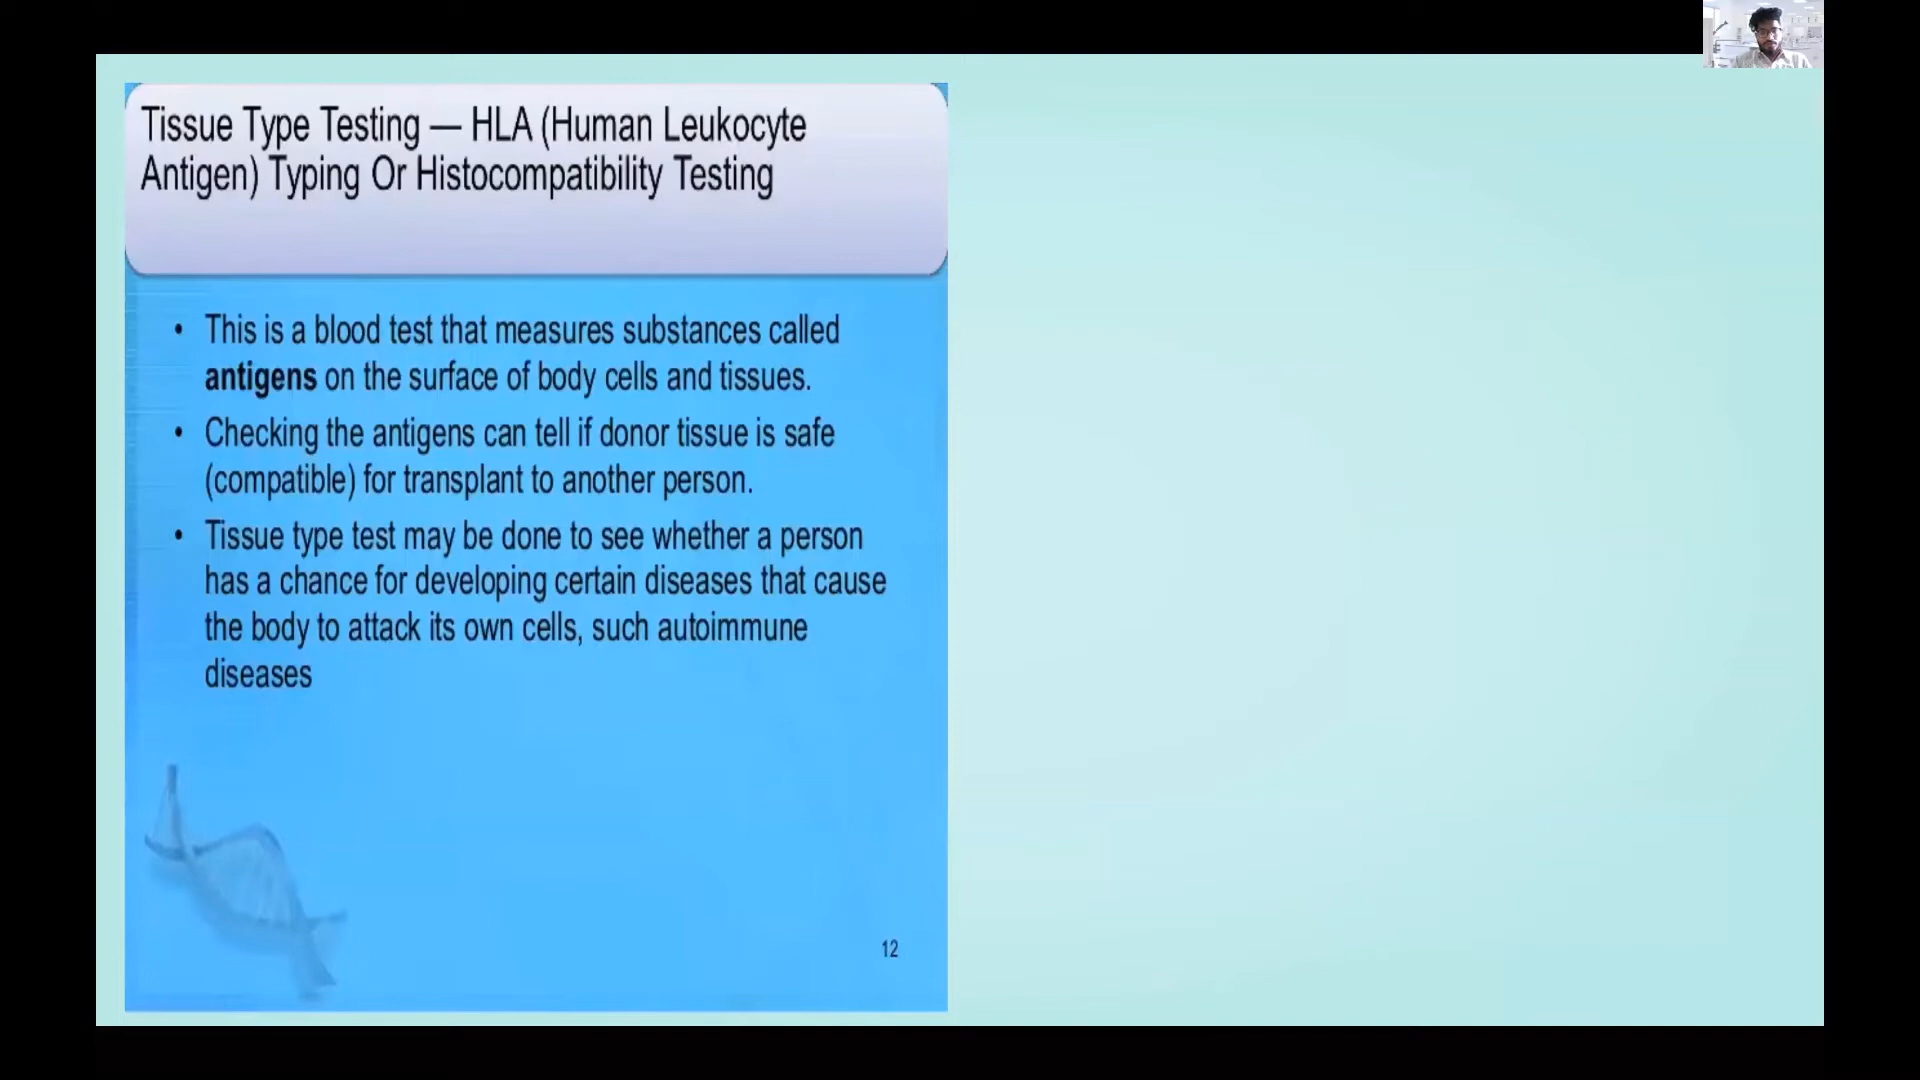 Tissue Type Testing — HLA (Human Leukocyte
Antigen) Typing Or Histocompatibility Testing
• This is a blood test that measures substances called
antigens on the surface of body cells and tissues.
• Checking the antigens can tell if donor tissue is safe
(compatible) for transplant to another person.
• Tissue type test may be done to see whether a person
has a chance for developing certain diseases that cause
the body to attack its own cells, such autoimmune
diseases
12